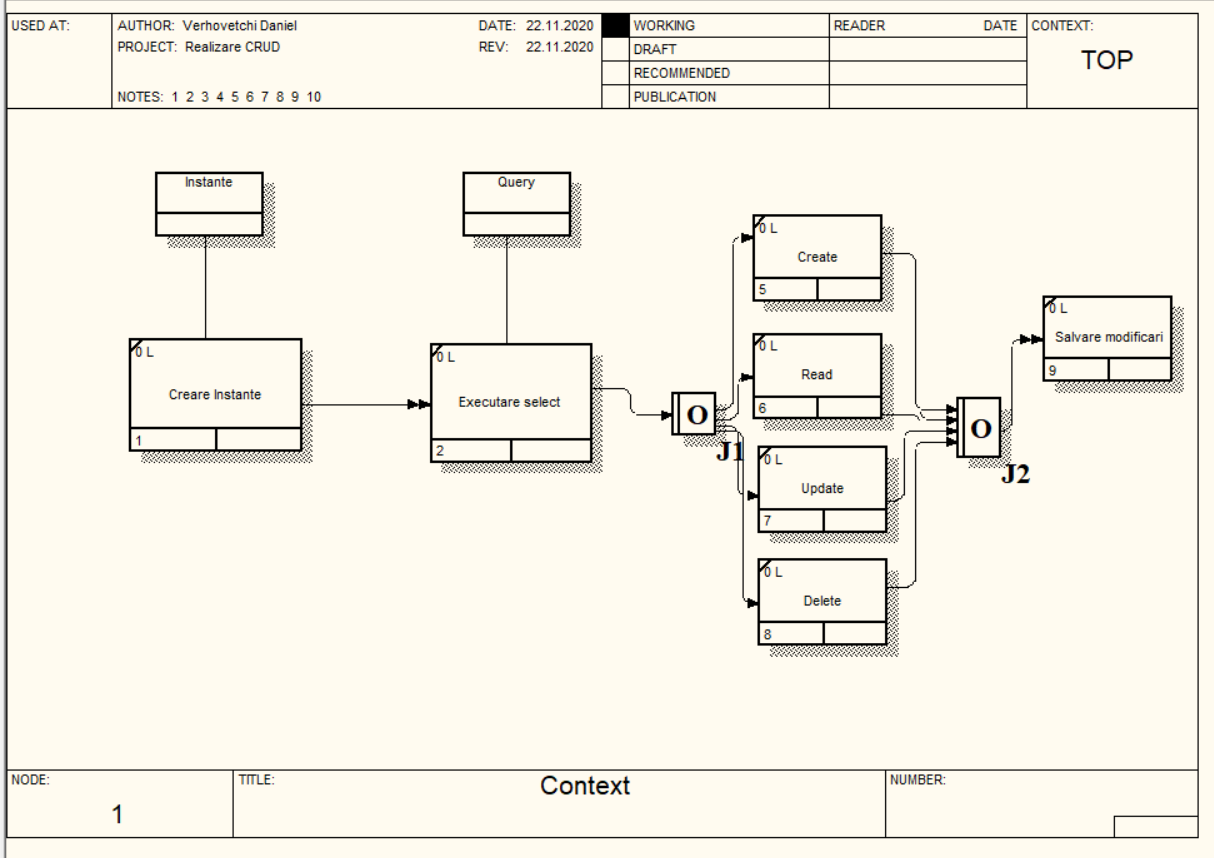 USED AT:
AUTHOR: Verhovetchi Daniel
DATE: 22.11.2020
PROJECT: Realizare CRUD
REV: 22.11.2020
NOTES: 1 2 3 4 5 6 7 8 9 10
WORKING
DRAFT
RECOMMENDED
PUBLICATION
READER
DATE
CONTEXT:
TOP
Instante
Query
0 L
Creare Instante
1
0 L
Executare select
2
O
J1
0 L
Create
5
0 L
Read
6
0 L
Update
7
0 L
Delete
8
O
J2
0 L
Salvare modificari
9
NODE:
1
TITLE:
Context
NUMBER: